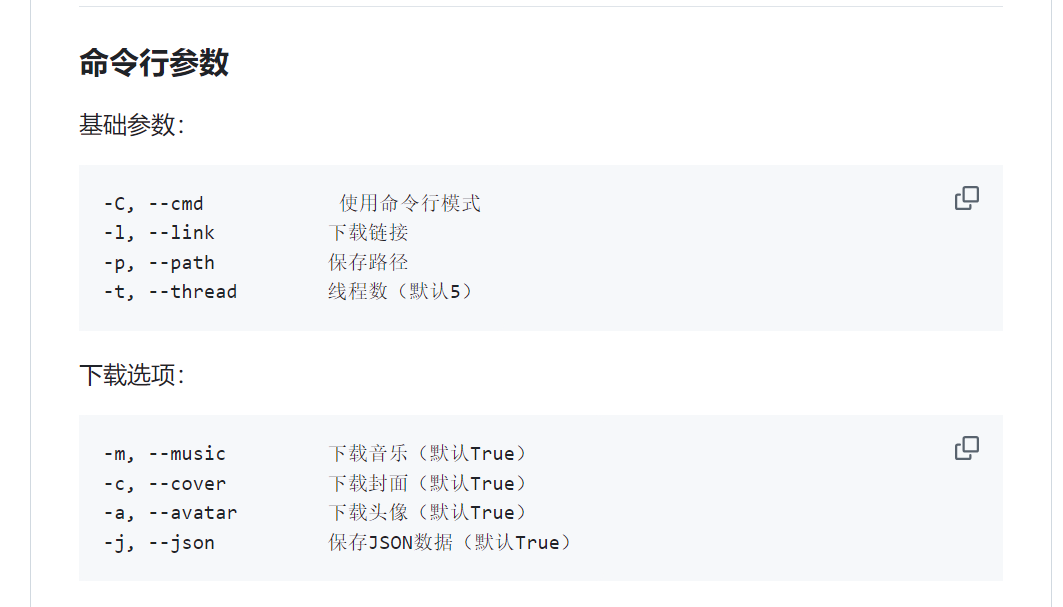 命令行参数
基础参数：
-C, --cmd            使用命令行模式
-l, --link          下载链接
-p, --path          保存路径
-t, --thread        线程数（默认5）
下载选项：
-m, --music         下载音乐（默认True）
-c, --cover         下载封面（默认True）
-a, --avatar        下载头像（默认True）
-j, --json          保存JSON数据（默认True）